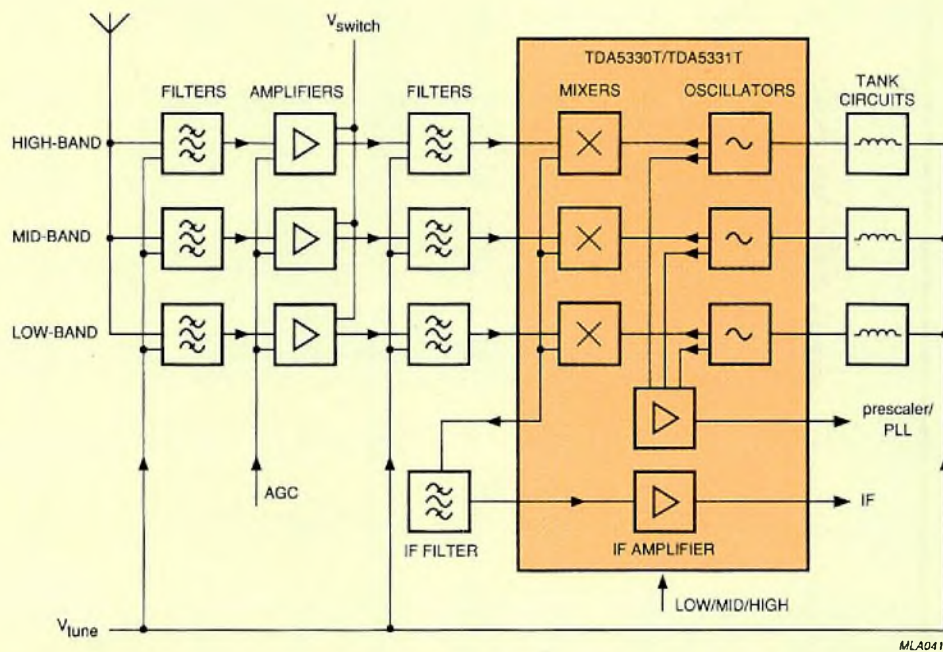 Vswitch
TDA5330T/TDA5331T
FILTERS
AMPLIFIERS
FILTERS
MIXERS
OSCILLATORS
TANK
CIRCUITS
HIGH-BAND
MID-BAND
LOW-BAND
prescaler/
PLL
AGC
IF
IF FILTER
IF AMPLIFIER
LOW/MID/HIGH
Vtune
MLA041